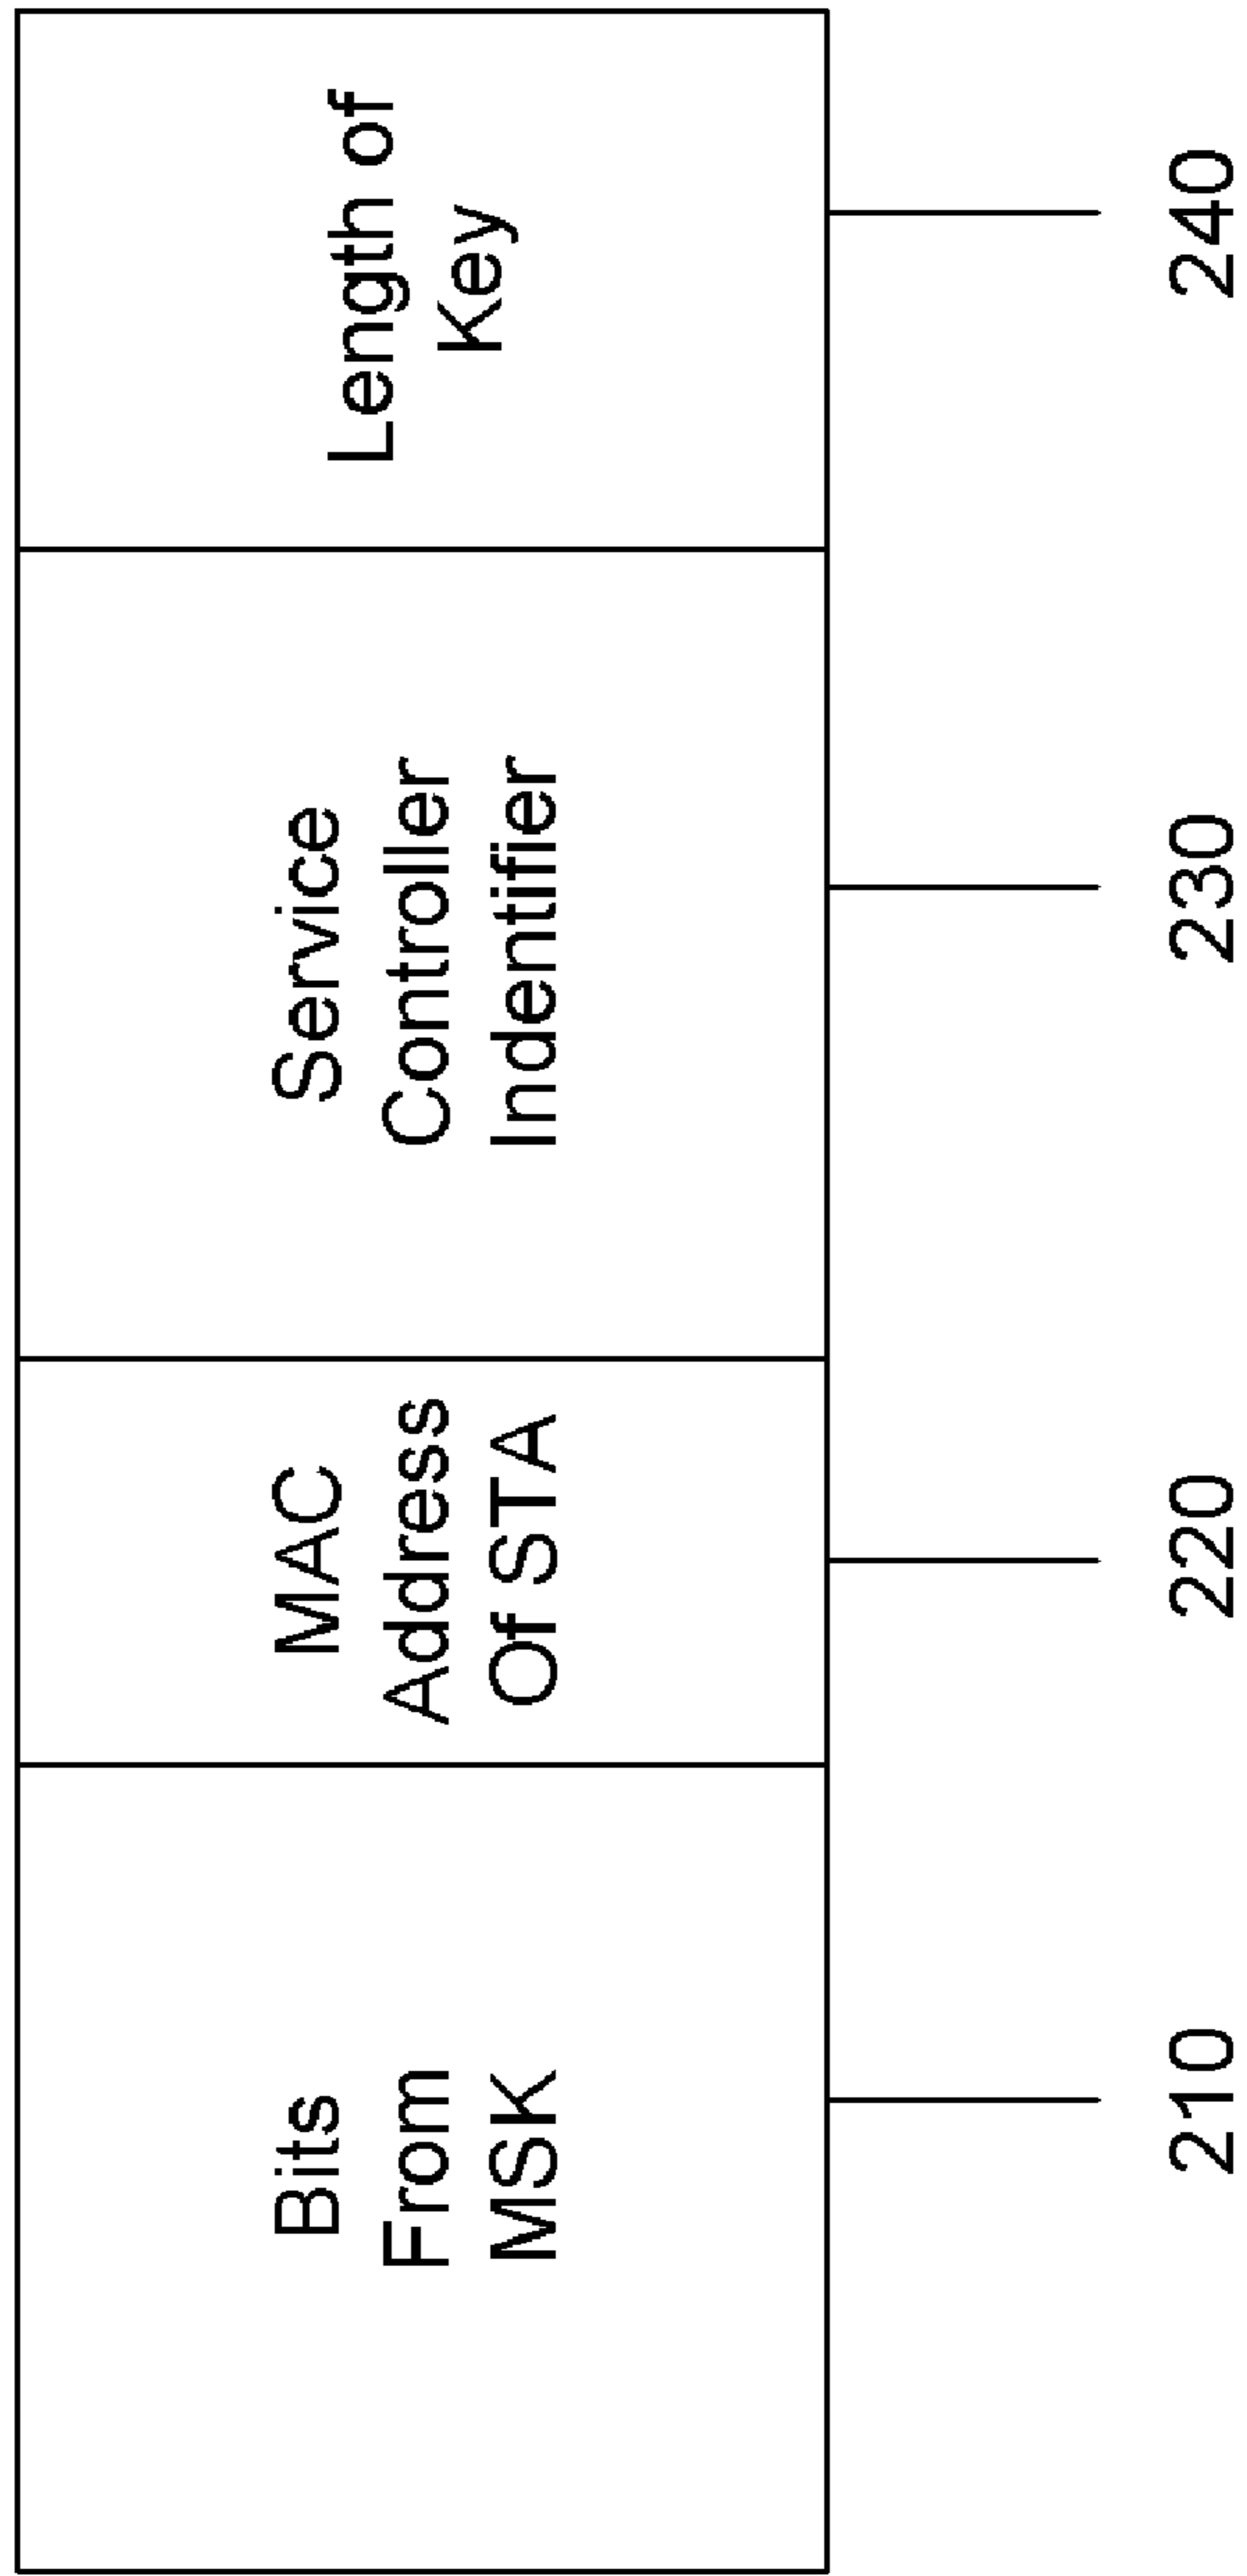 Bits
From
MSK
MAC
Address
Of STA
Service
Controller
Indentifier
Length of
Key
210
220
230
240